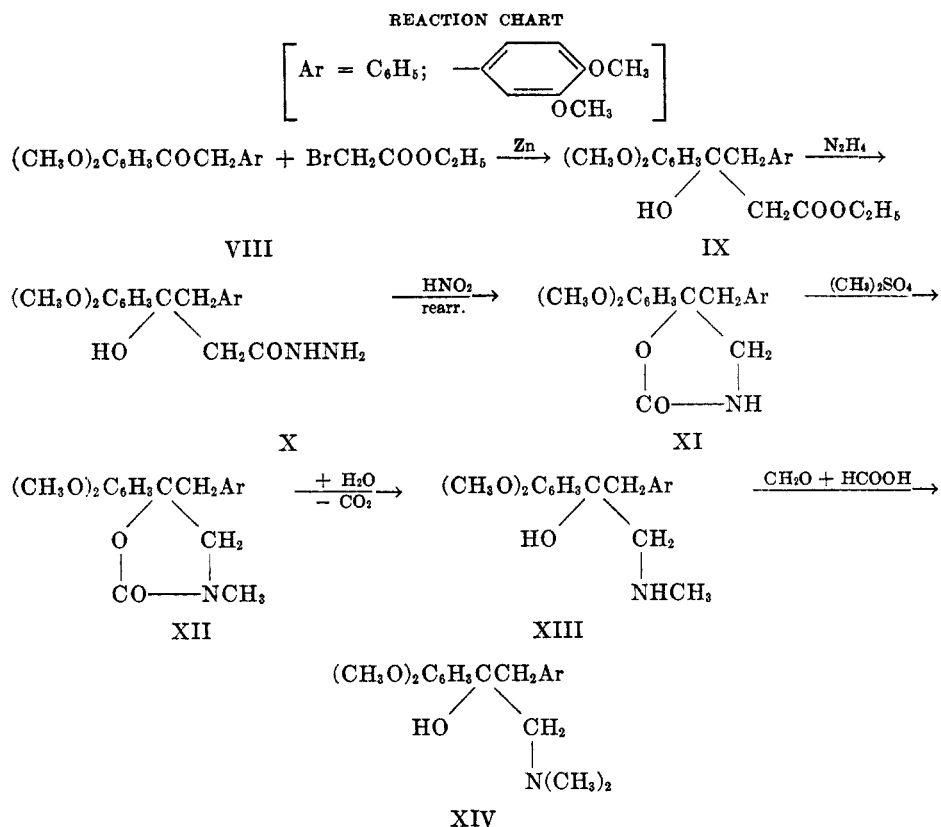 REACTION CHART
Ar = C₆H₅; OCH₃
OCH₃
(CH₃O)₂C₆H₃COCH₂Ar + BrCH₂COOC₂H₅ Zn (CH₃O)₂C₆H₃CCH₂Ar N₂H₄
HO CH₂COOC₂H₅
VIII IX
(CH₃O)₂C₆H₃CCH₂Ar HNO₂ rearr. (CH₃O)₂C₆H₃CCH₂Ar (CH₃)₂SO₄
HO CH₂CONHNH₂ O CH₂
CO NH
X XI
(CH₃O)₂C₆H₃CCH₂Ar + H₂O − CO₂ (CH₃O)₂C₆H₃CCH₂Ar CH₂O + HCOOH
O CH₂ HO CH₂
CO NCH₃ NHCH₃
XII XIII
(CH₃O)₂C₆H₃CCH₂Ar
HO CH₂
N(CH₃)₂
XIV